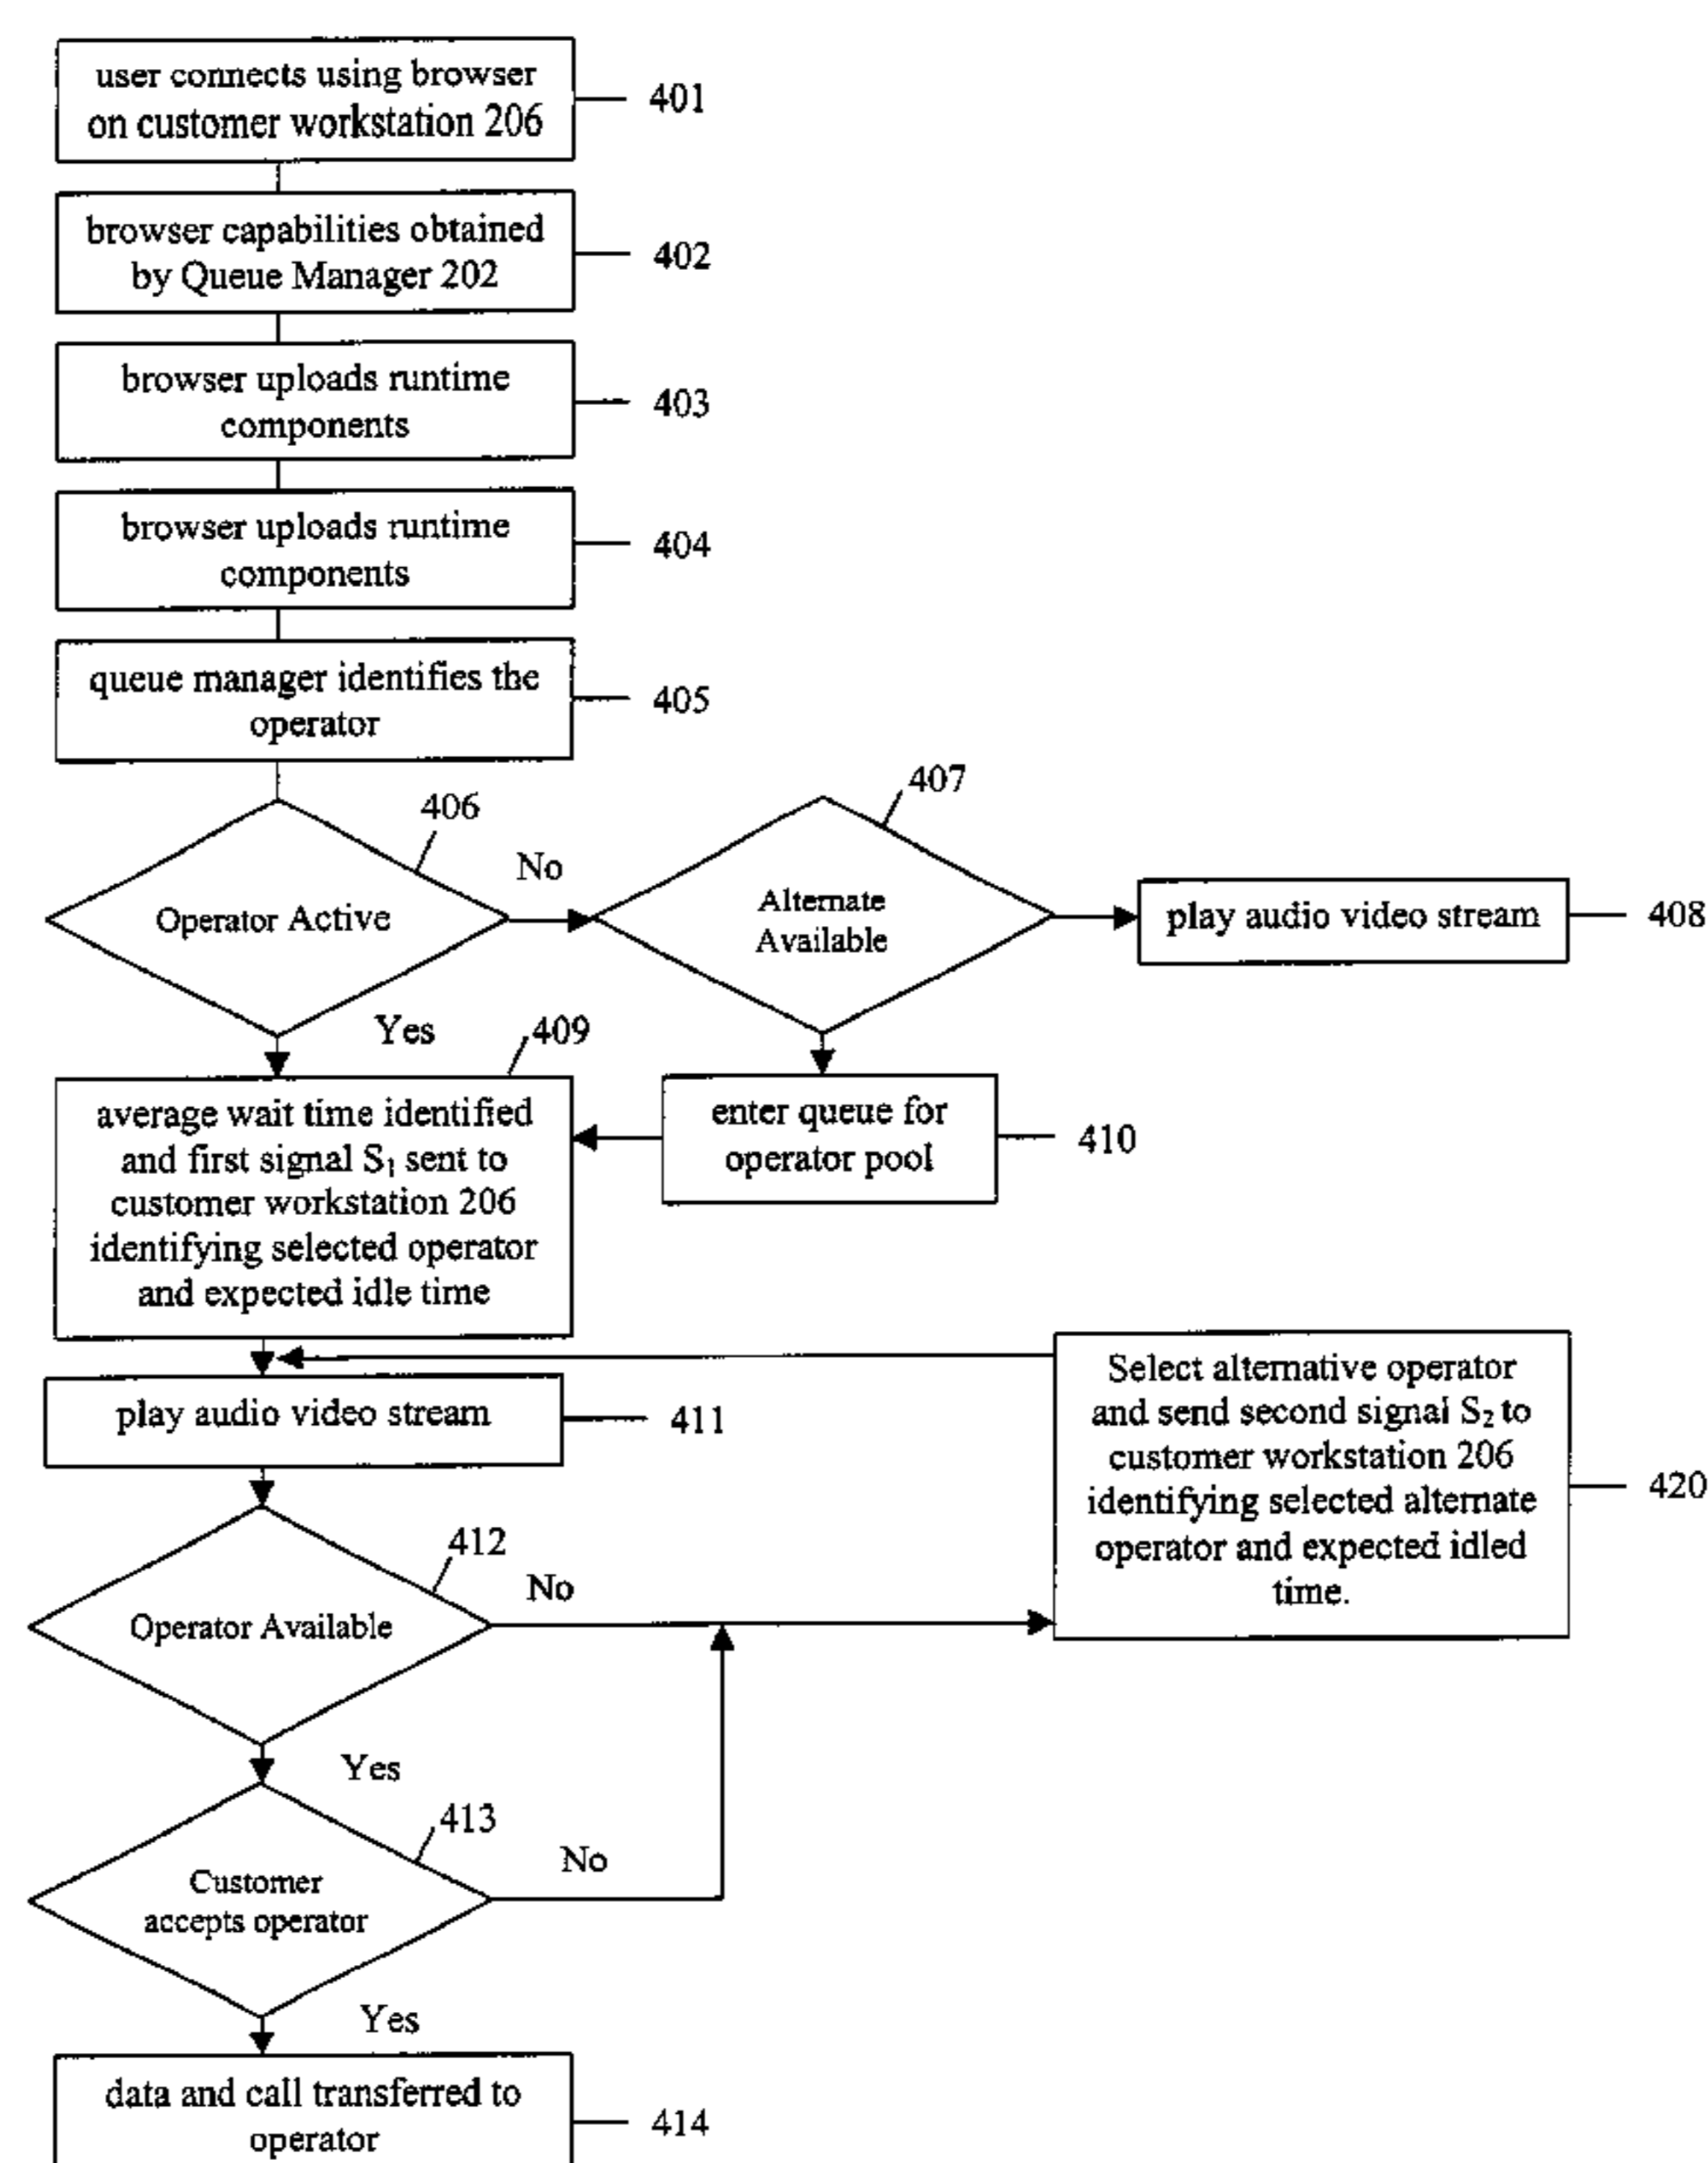 user connects using browser
on customer workstation 206
401
browser capabilities obtained
by Queue Manager 202
402
browser uploads runtime
components
403
browser uploads runtime
components
404
queue manager identifies the
operator
405
406
407
No
Operator Active
Alternate
Available
play audio video stream
408
Yes
409
average wait time identified
and first signal S₁ sent to
customer workstation 206
identifying selected operator
and expected idle time
enter queue for
operator pool
410
play audio video stream
411
Select alternative operator
and send second signal S₂ to
customer workstation 206
identifying selected alternate
operator and expected idled
time.
420
412
No
Operator Available
Yes
413
No
Customer
accepts operator
Yes
data and call transferred to
operator
414